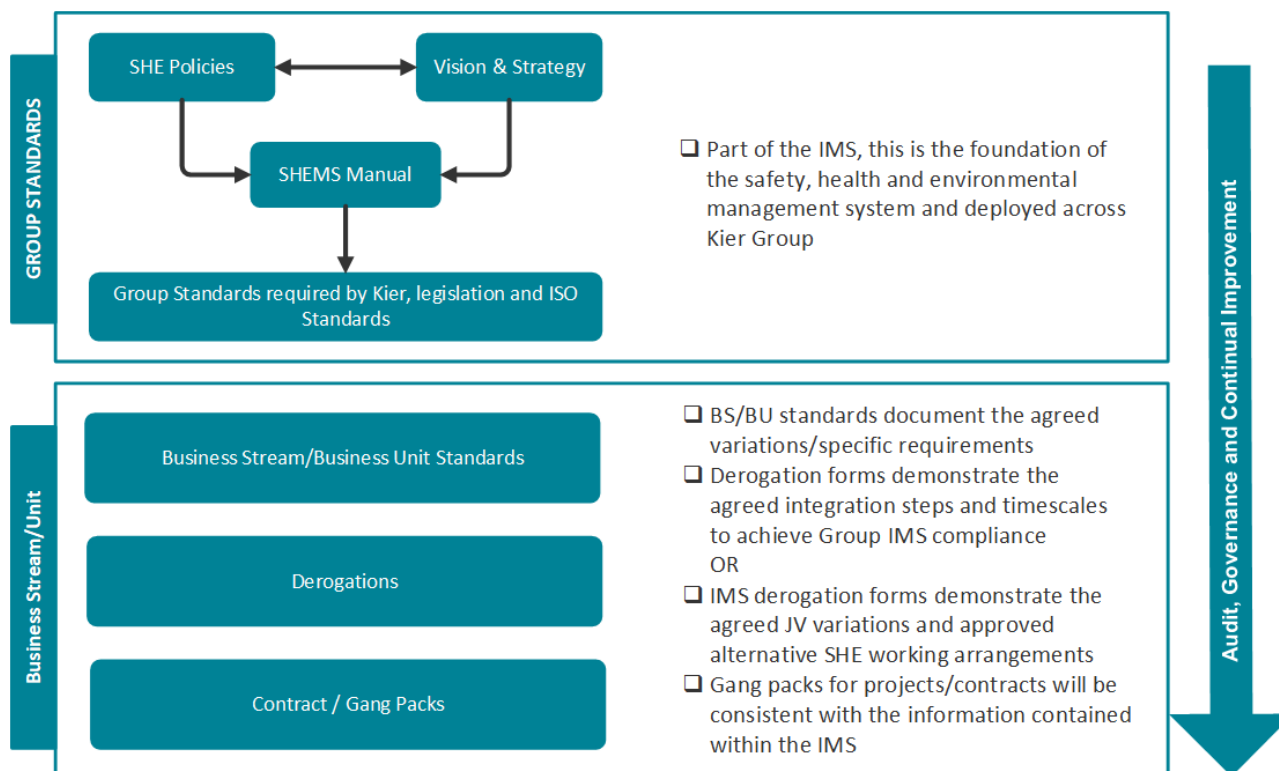 GROUP STANDARDS
SHE Policies
Vision & Strategy
SHEMS Manual
Group Standards required by Kier, legislation and ISO
Standards
❑ Part of the IMS, this is the foundation of
the safety, health and environmental
management system and deployed across
Kier Group
Business Stream/Unit
Business Stream/Business Unit Standards
Derogations
Contract / Gang Packs
❑ BS/BU standards document the agreed
variations/specific requirements
❑ Derogation forms demonstrate the
agreed integration steps and timescales
to achieve Group IMS compliance
OR
❑ IMS derogation forms demonstrate the
agreed JV variations and approved
alternative SHE working arrangements
❑ Gang packs for projects/contracts will be
consistent with the information contained
within the IMS
Audit, Governance and Continual Improvement